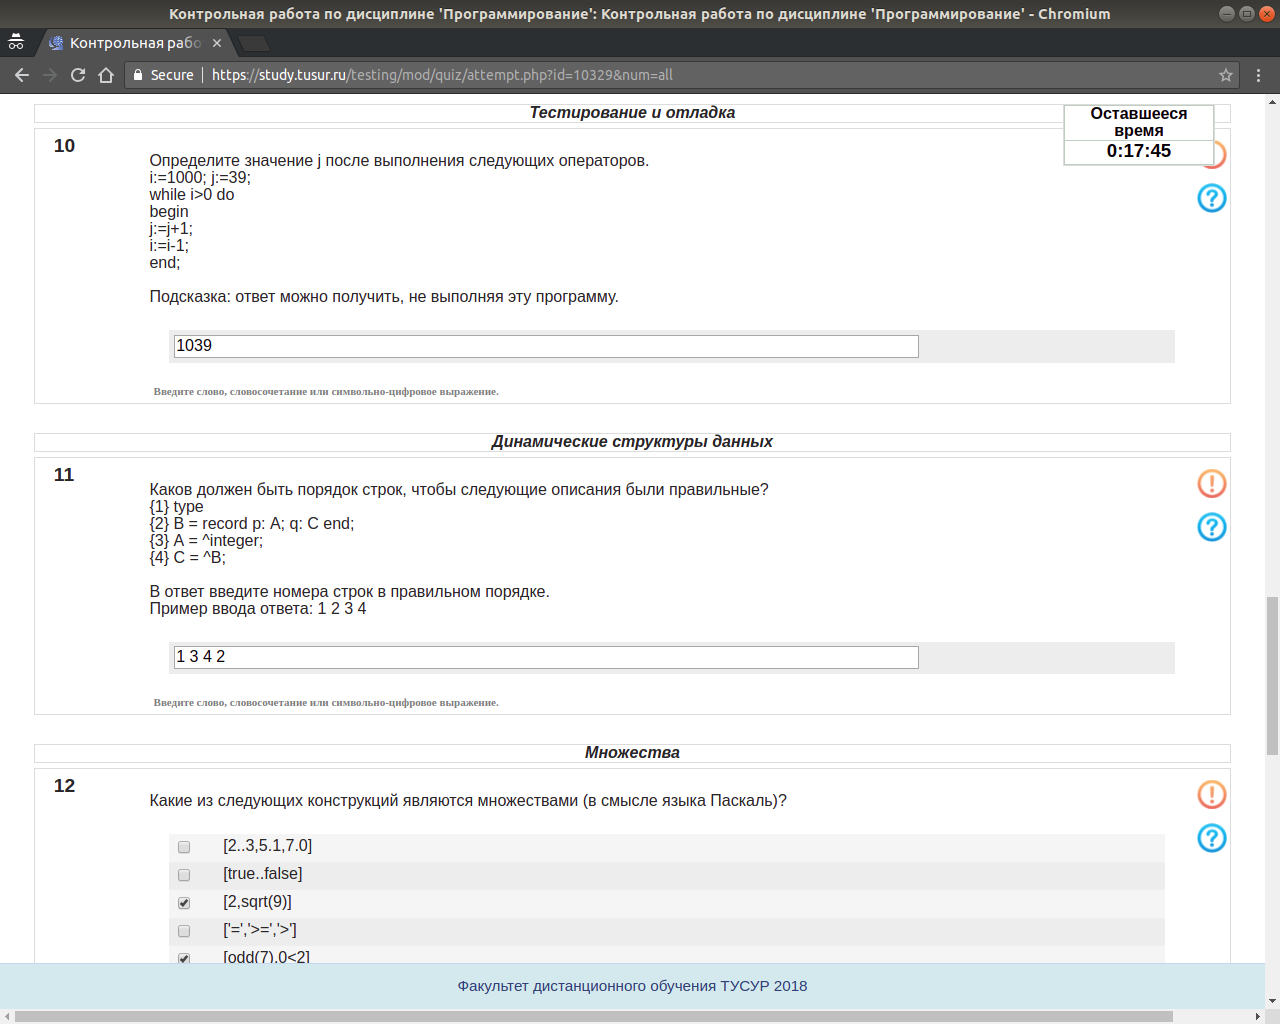 Контрольная работа по дисциплине 'Программирование': Контрольная работа по дисциплине 'Программирование' - Chromium
Контрольная рабо
Secure
https://study.tusur.ru/testing/mod/quiz/attempt.php?id=10329&num=all
Тестирование и отладка
Оставшееся
время
0:17:45
10
Определите значение j после выполнения следующих операторов.
i:=1000; j:=39;
while i>0 do
begin
j:=j+1;
i:=i-1;
end;
Подсказка: ответ можно получить, не выполняя эту программу.
1039
Введите слово, словосочетание или символьно-цифровое выражение.
Динамические структуры данных
11
Каков должен быть порядок строк, чтобы следующие описания были правильные?
{1} type
{2} B = record p: A; q: C end;
{3} A = ^integer;
{4} C = ^B;
В ответ введите номера строк в правильном порядке.
Пример ввода ответа: 1 2 3 4
1 3 4 2
Введите слово, словосочетание или символьно-цифровое выражение.
Множества
12
Какие из следующих конструкций являются множествами (в смысле языка Паскаль)?
[2..3,5.1,7.0]
[true..false]
[2,sqrt(9)]
['=','>=','>']
[odd(7),0<2]
Факультет дистанционного обучения ТУСУР 2018